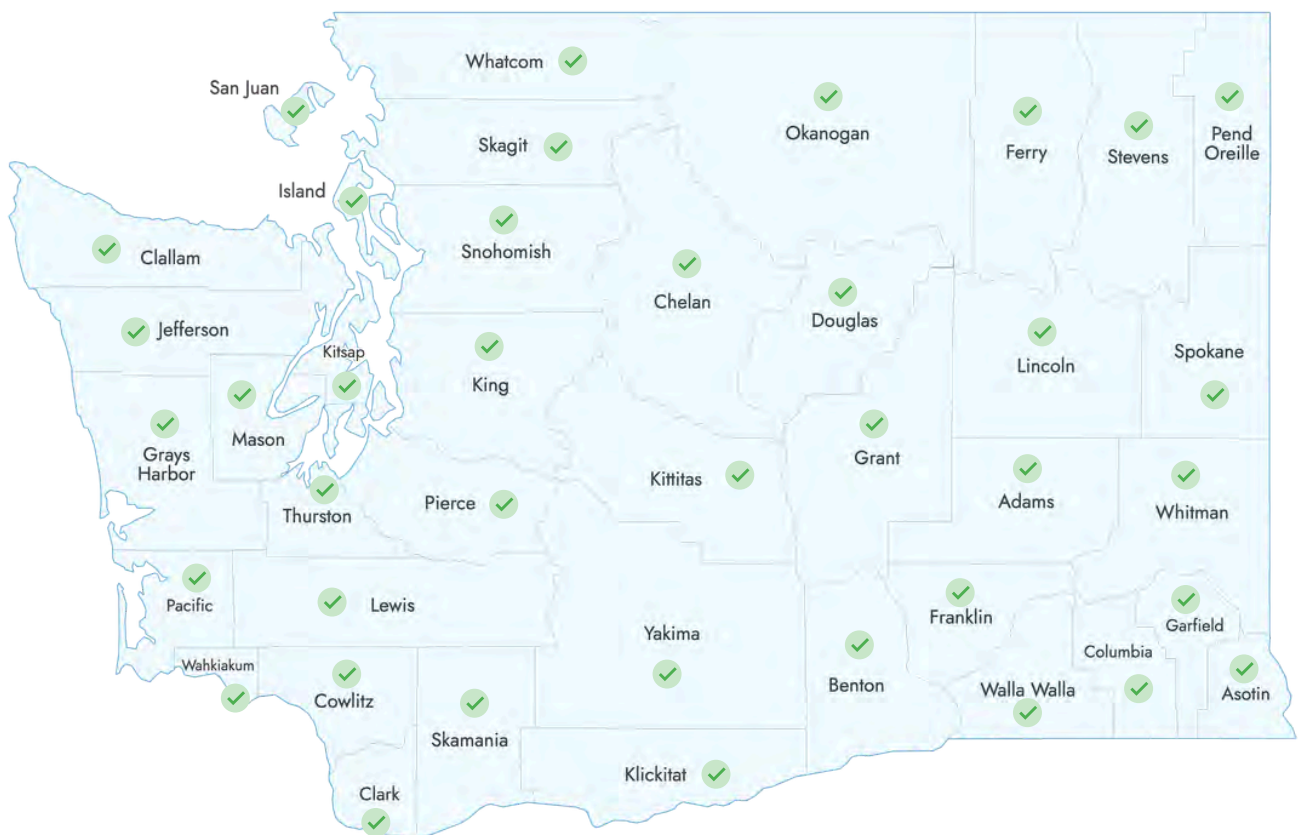 Whatcom
San Juan
Okanogan
Pend
Oreille
Skagit
Ferry
Stevens
Island
Snohomish
Clallam
Chelan
Douglas
Jefferson
Kitsap
Spokane
Lincoln
King
Mason
Grays
Harbor
Grant
Kittitas
Adams
Pierce
Whitman
Thurston
Pacific
Lewis
Franklin
Garfield
Yakima
Columbia
Wahkiakum
Benton
Walla Walla
Asotin
Cowlitz
Skamania
Klickitat
Clark